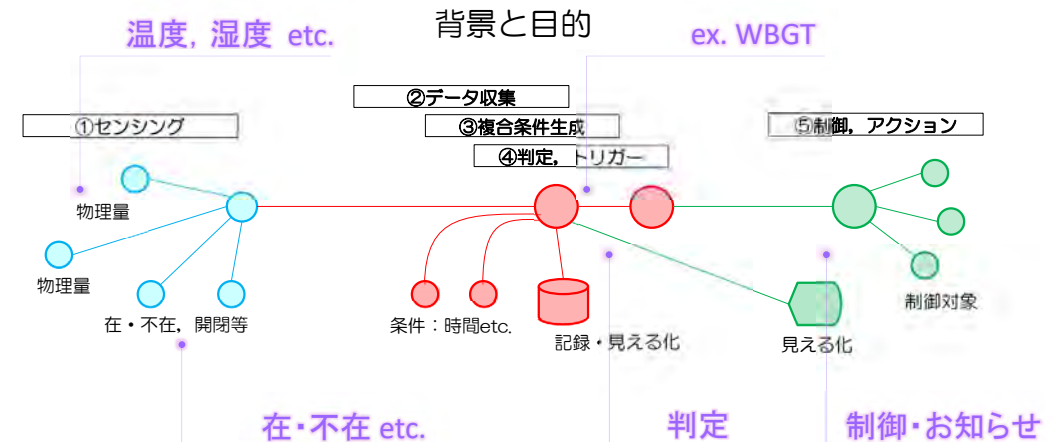 背景と目的
温度, 湿度 etc.
ex. WBGT
②データ収集
①センシング
③複合条件生成
⑤制御, アクション
④判定, トリガー
物理量
物理量
在・不在, 開閉等
条件：時間etc.
記録・見える化
見える化
制御対象
在・不在 etc.
判定
制御・お知らせ